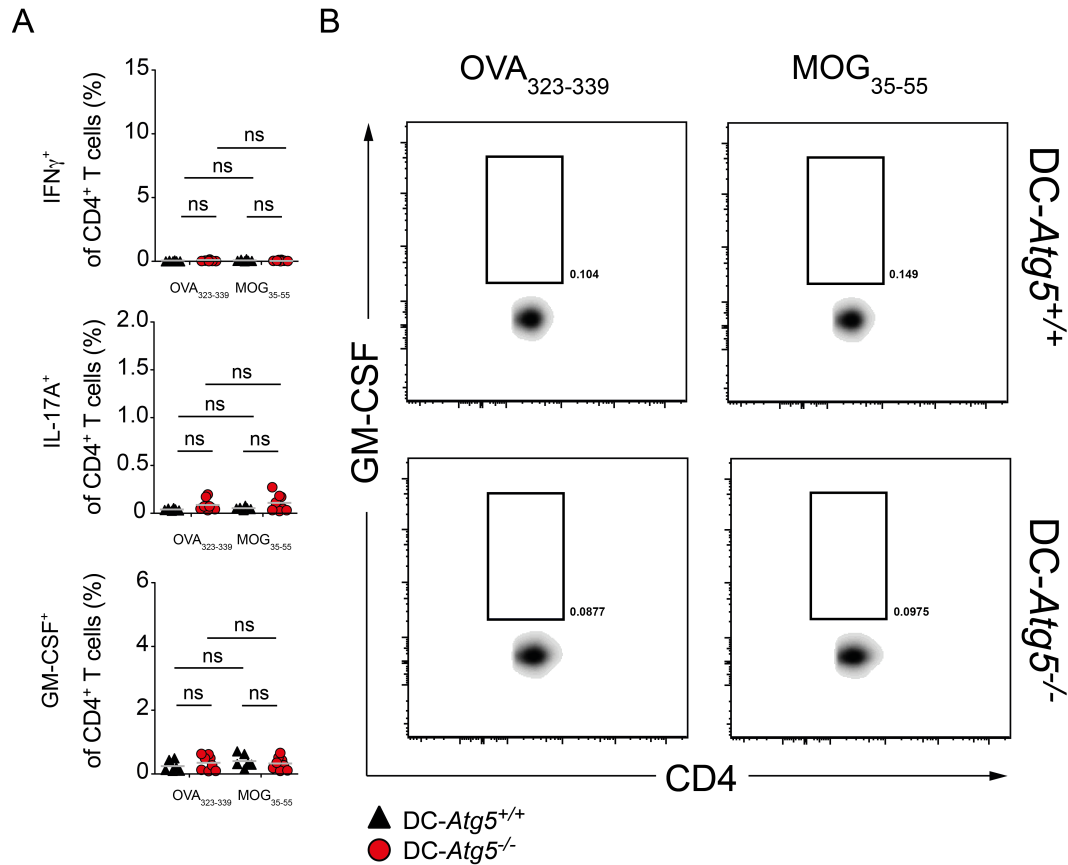 A
B
IFNγ⁺
of CD4⁺ T cells (%)
15
10
5
0
ns
ns
ns
ns
OVA₃₂₃₋₃₃₉ MOG₃₅₋₅₅
IL-17A⁺
of CD4⁺ T cells (%)
2.0
1.5
1.0
0.5
0
ns
ns
ns
ns
OVA₃₂₃₋₃₃₉ MOG₃₅₋₅₅
GM-CSF⁺
of CD4⁺ T cells (%)
6
4
2
0
ns
ns
ns
ns
OVA₃₂₃₋₃₃₉ MOG₃₅₋₅₅
OVA₃₂₃₋₃₃₉
MOG₃₅₋₅₅
0.104
0.149
DC-Atg5⁺/⁺
GM-CSF
0.0877
0.0975
DC-Atg5⁻/⁻
CD4
DC-Atg5⁺/⁺
DC-Atg5⁻/⁻